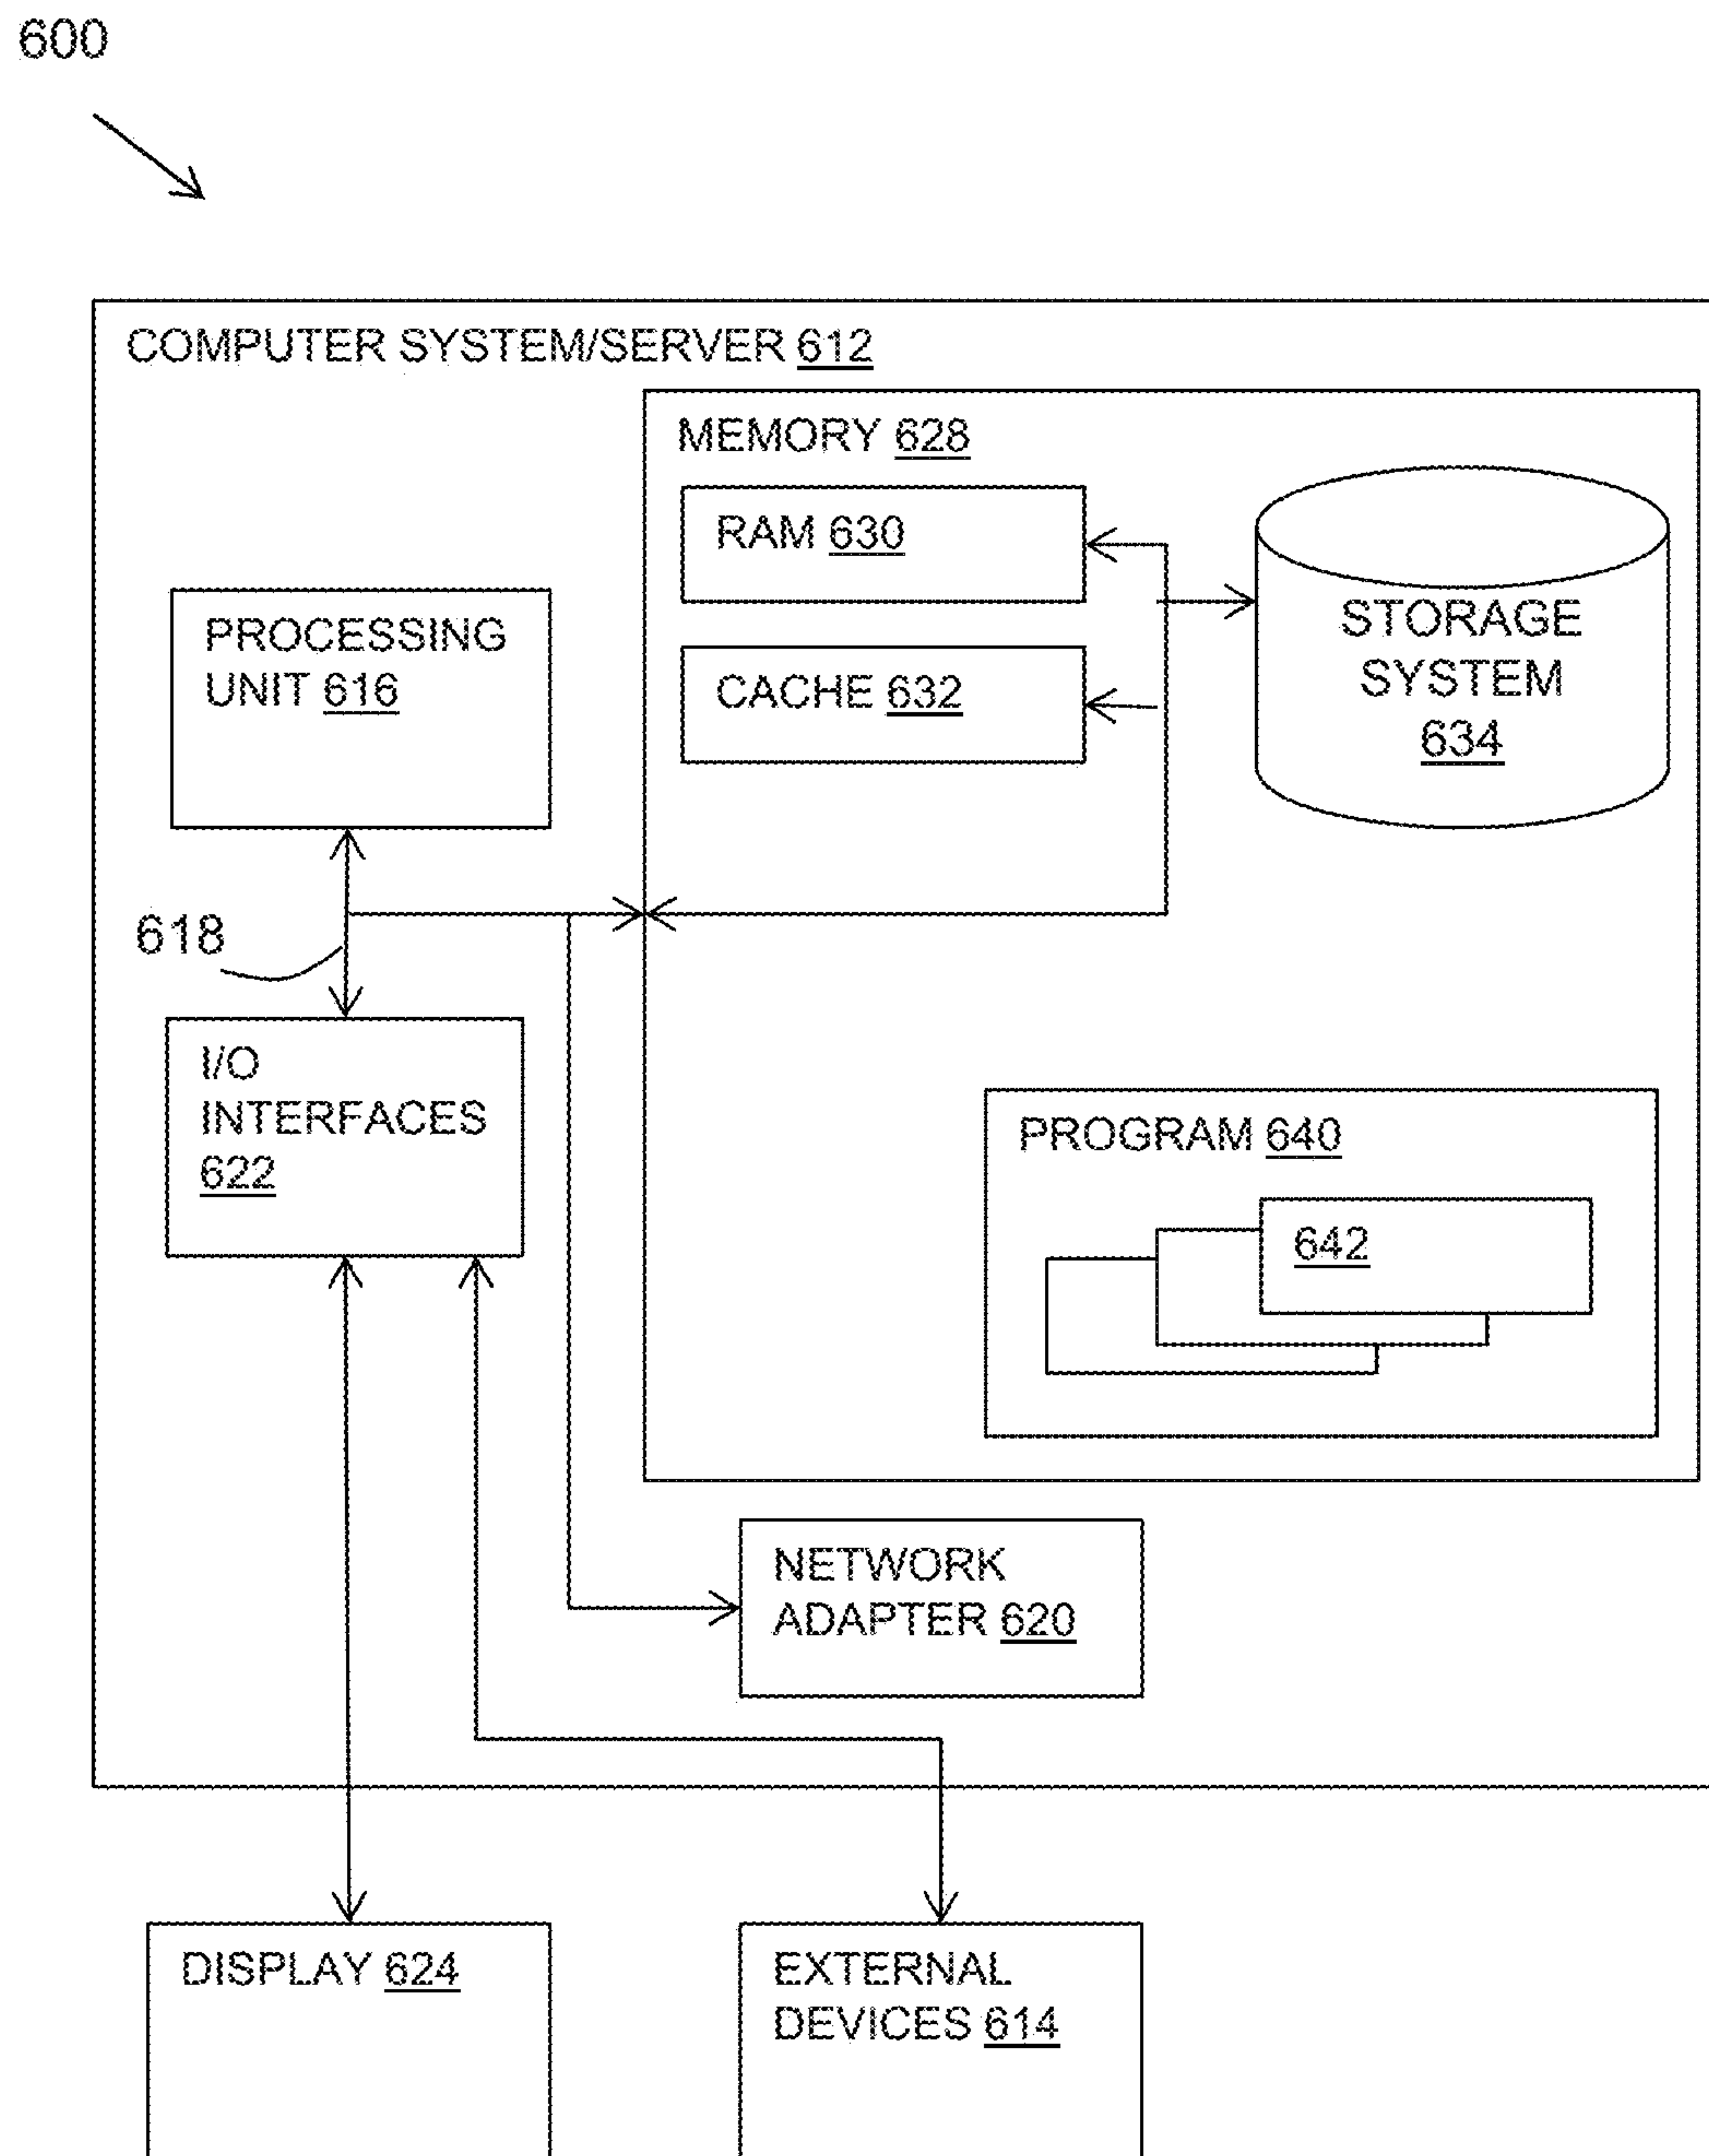 600
COMPUTER SYSTEM/SERVER 612
MEMORY 628
RAM 630
STORAGE
SYSTEM
634
CACHE 632
PROCESSING
UNIT 616
618
I/O
INTERFACES
622
PROGRAM 640
642
NETWORK
ADAPTER 620
DISPLAY 624
EXTERNAL
DEVICES 614